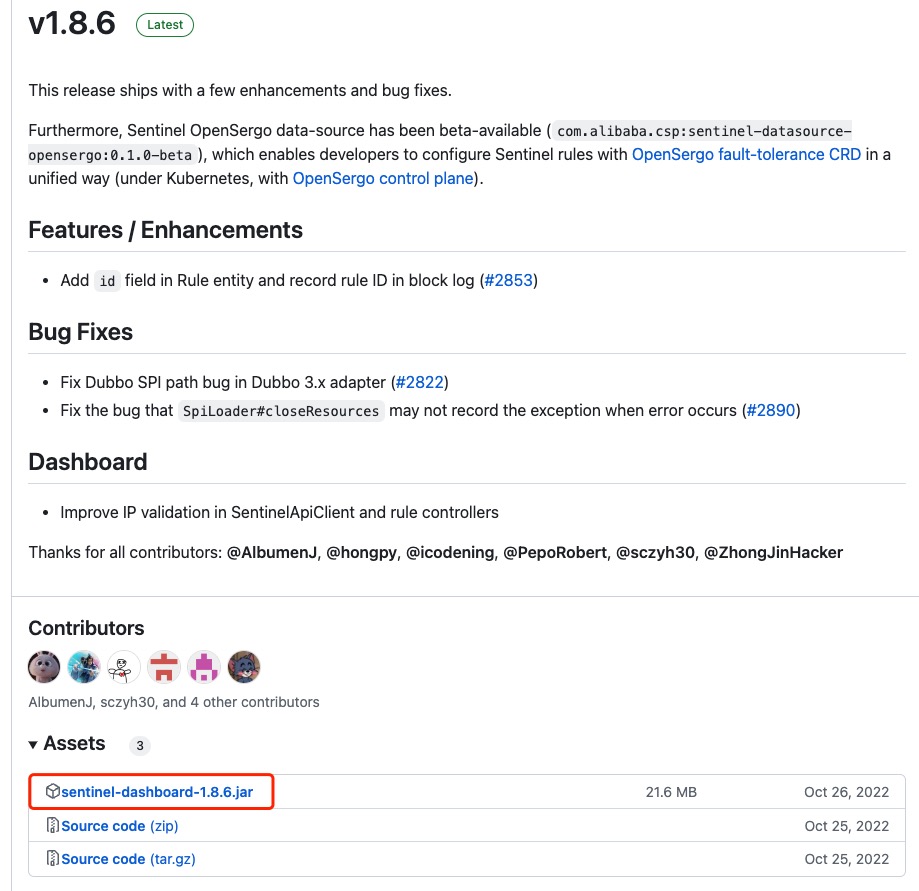 v1.8.6 Latest
This release ships with a few enhancements and bug fixes.
Furthermore, Sentinel OpenSergo data-source has been beta-available ( com.alibaba.csp:sentinel-datasource-
opensergo:0.1.0-beta ), which enables developers to configure Sentinel rules with OpenSergo fault-tolerance CRD in a
unified way (under Kubernetes, with OpenSergo control plane).
Features / Enhancements
• Add id field in Rule entity and record rule ID in block log (#2853)
Bug Fixes
• Fix Dubbo SPI path bug in Dubbo 3.x adapter (#2822)
• Fix the bug that SpiLoader#closeResources may not record the exception when error occurs (#2890)
Dashboard
• Improve IP validation in SentinelApiClient and rule controllers
Thanks for all contributors: @AlbumenJ, @hongpy, @icodening, @PepoRobert, @sczyh30, @ZhongJinHacker
Contributors
AlbumenJ, sczyh30, and 4 other contributors
▾ Assets 3
sentinel-dashboard-1.8.6.jar 21.6 MB Oct 26, 2022
Source code (zip) Oct 25, 2022
Source code (tar.gz) Oct 25, 2022